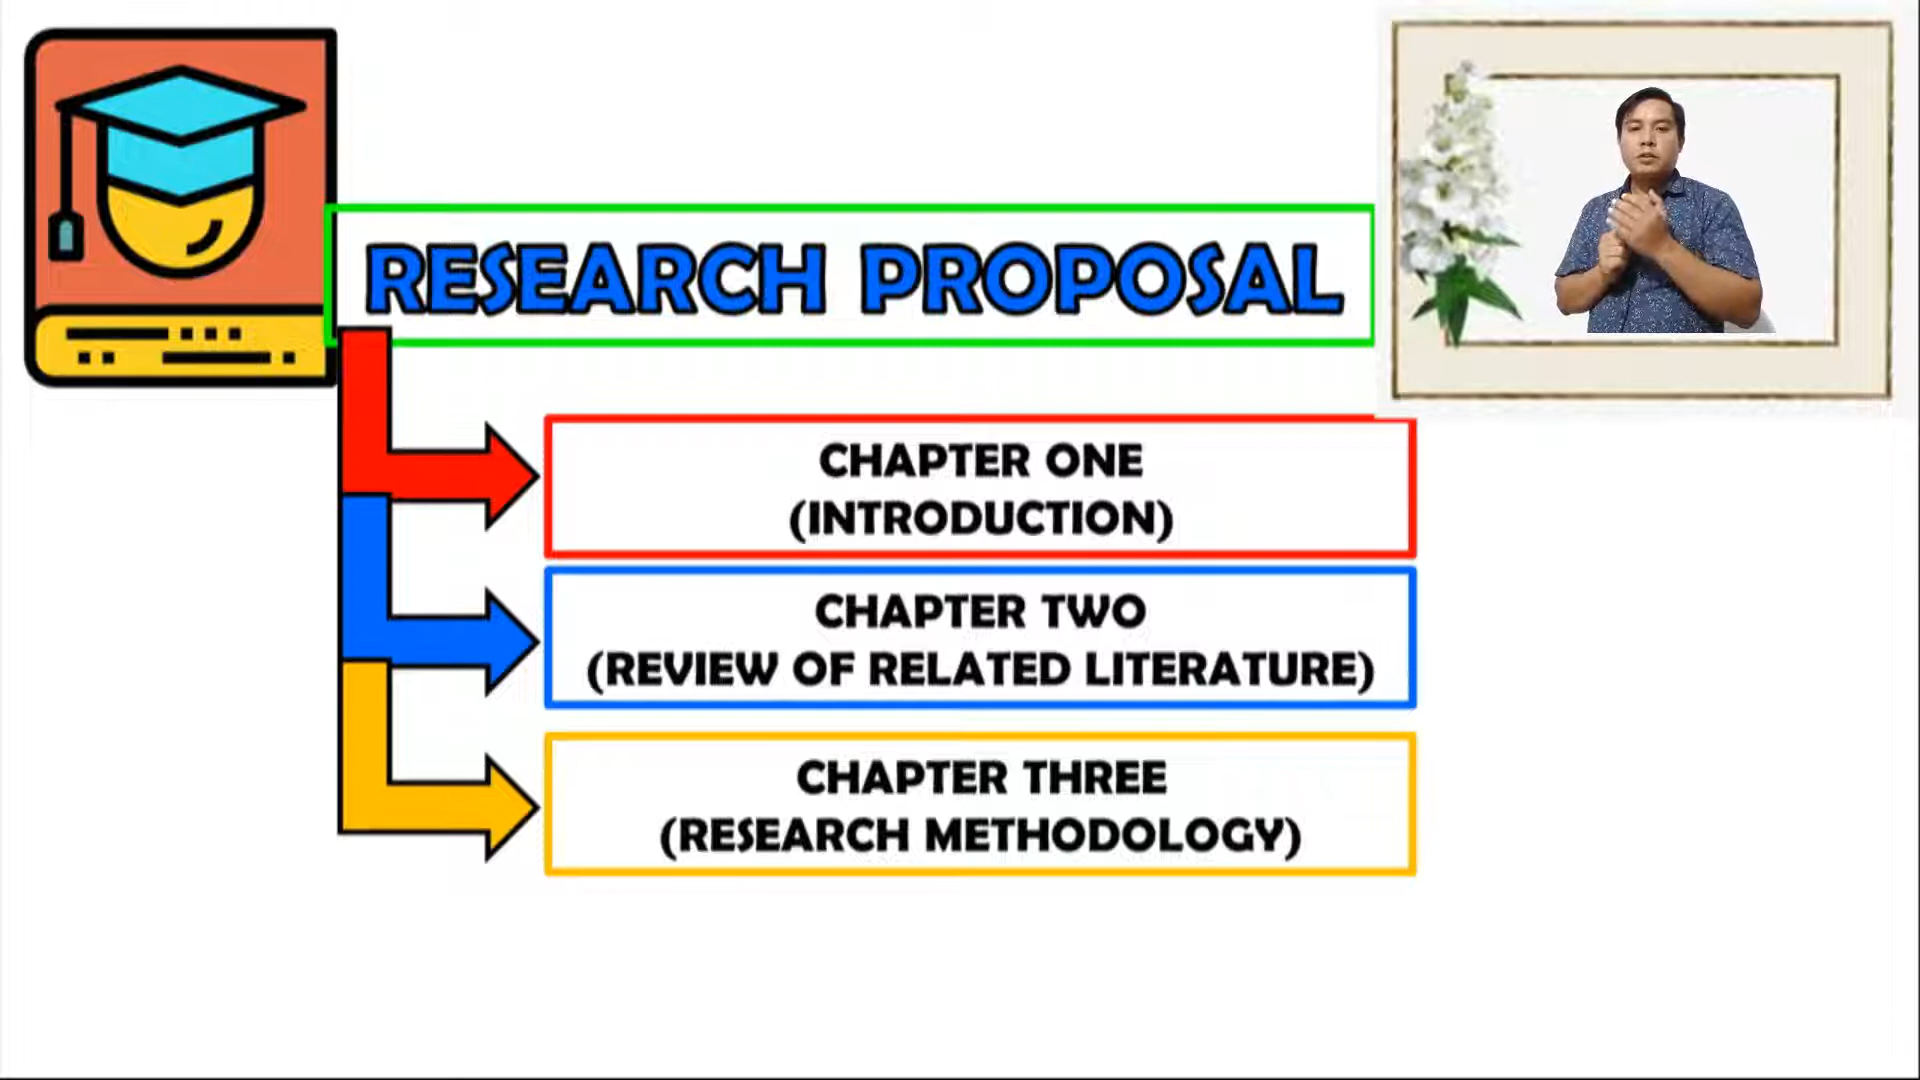 RESEARCH PROPOSAL
CHAPTER ONE
(INTRODUCTION)
CHAPTER TWO
(REVIEW OF RELATED LITERATURE)
CHAPTER THREE
(RESEARCH METHODOLOGY)